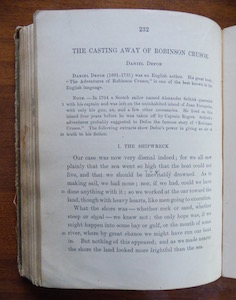 232
THE CASTING AWAY OF ROBINSON CRUSOE
DANIEL DEFOE
DANIEL DEFOE (1661-1731) was an English author. His great
"The Adventures of Robinson Crusoe," is one of the best known in the
English language.
NOTE.—In 1704 a Scotch sailor named Alexander Selkirk quarreled
with his captain and was left on the uninhabited island of Juan Fernandez,
with only his gun, an axe, and a few other necessaries. He lived on this
island four years before he was taken off by Captain Rogers. Selkirk's
adventures probably suggested to Defoe the famous story of Robinson
Crusoe. The following extracts show Defoe's power in giving an air of
truth to his fiction.
I. THE SHIPWRECK
Our case was now very dismal indeed; for we all saw
plainly that the sea went so high that the boat could not
live, and that we should be inevitably drowned. As to
making sail, we had none; nor, if we had, could we have
done anything with it; so we worked at the oar toward the
land, though with heavy hearts, like men going to execution.
What the shore was—whether rock or sand, whether
steep or shoal—we knew not; the only hope was, if we
might happen into some bay or gulf, or the mouth of some
river, where by great chance we might have run our boat
in. But nothing of this appeared; and as we made nearer
the shore the land looked more frightful than the sea.